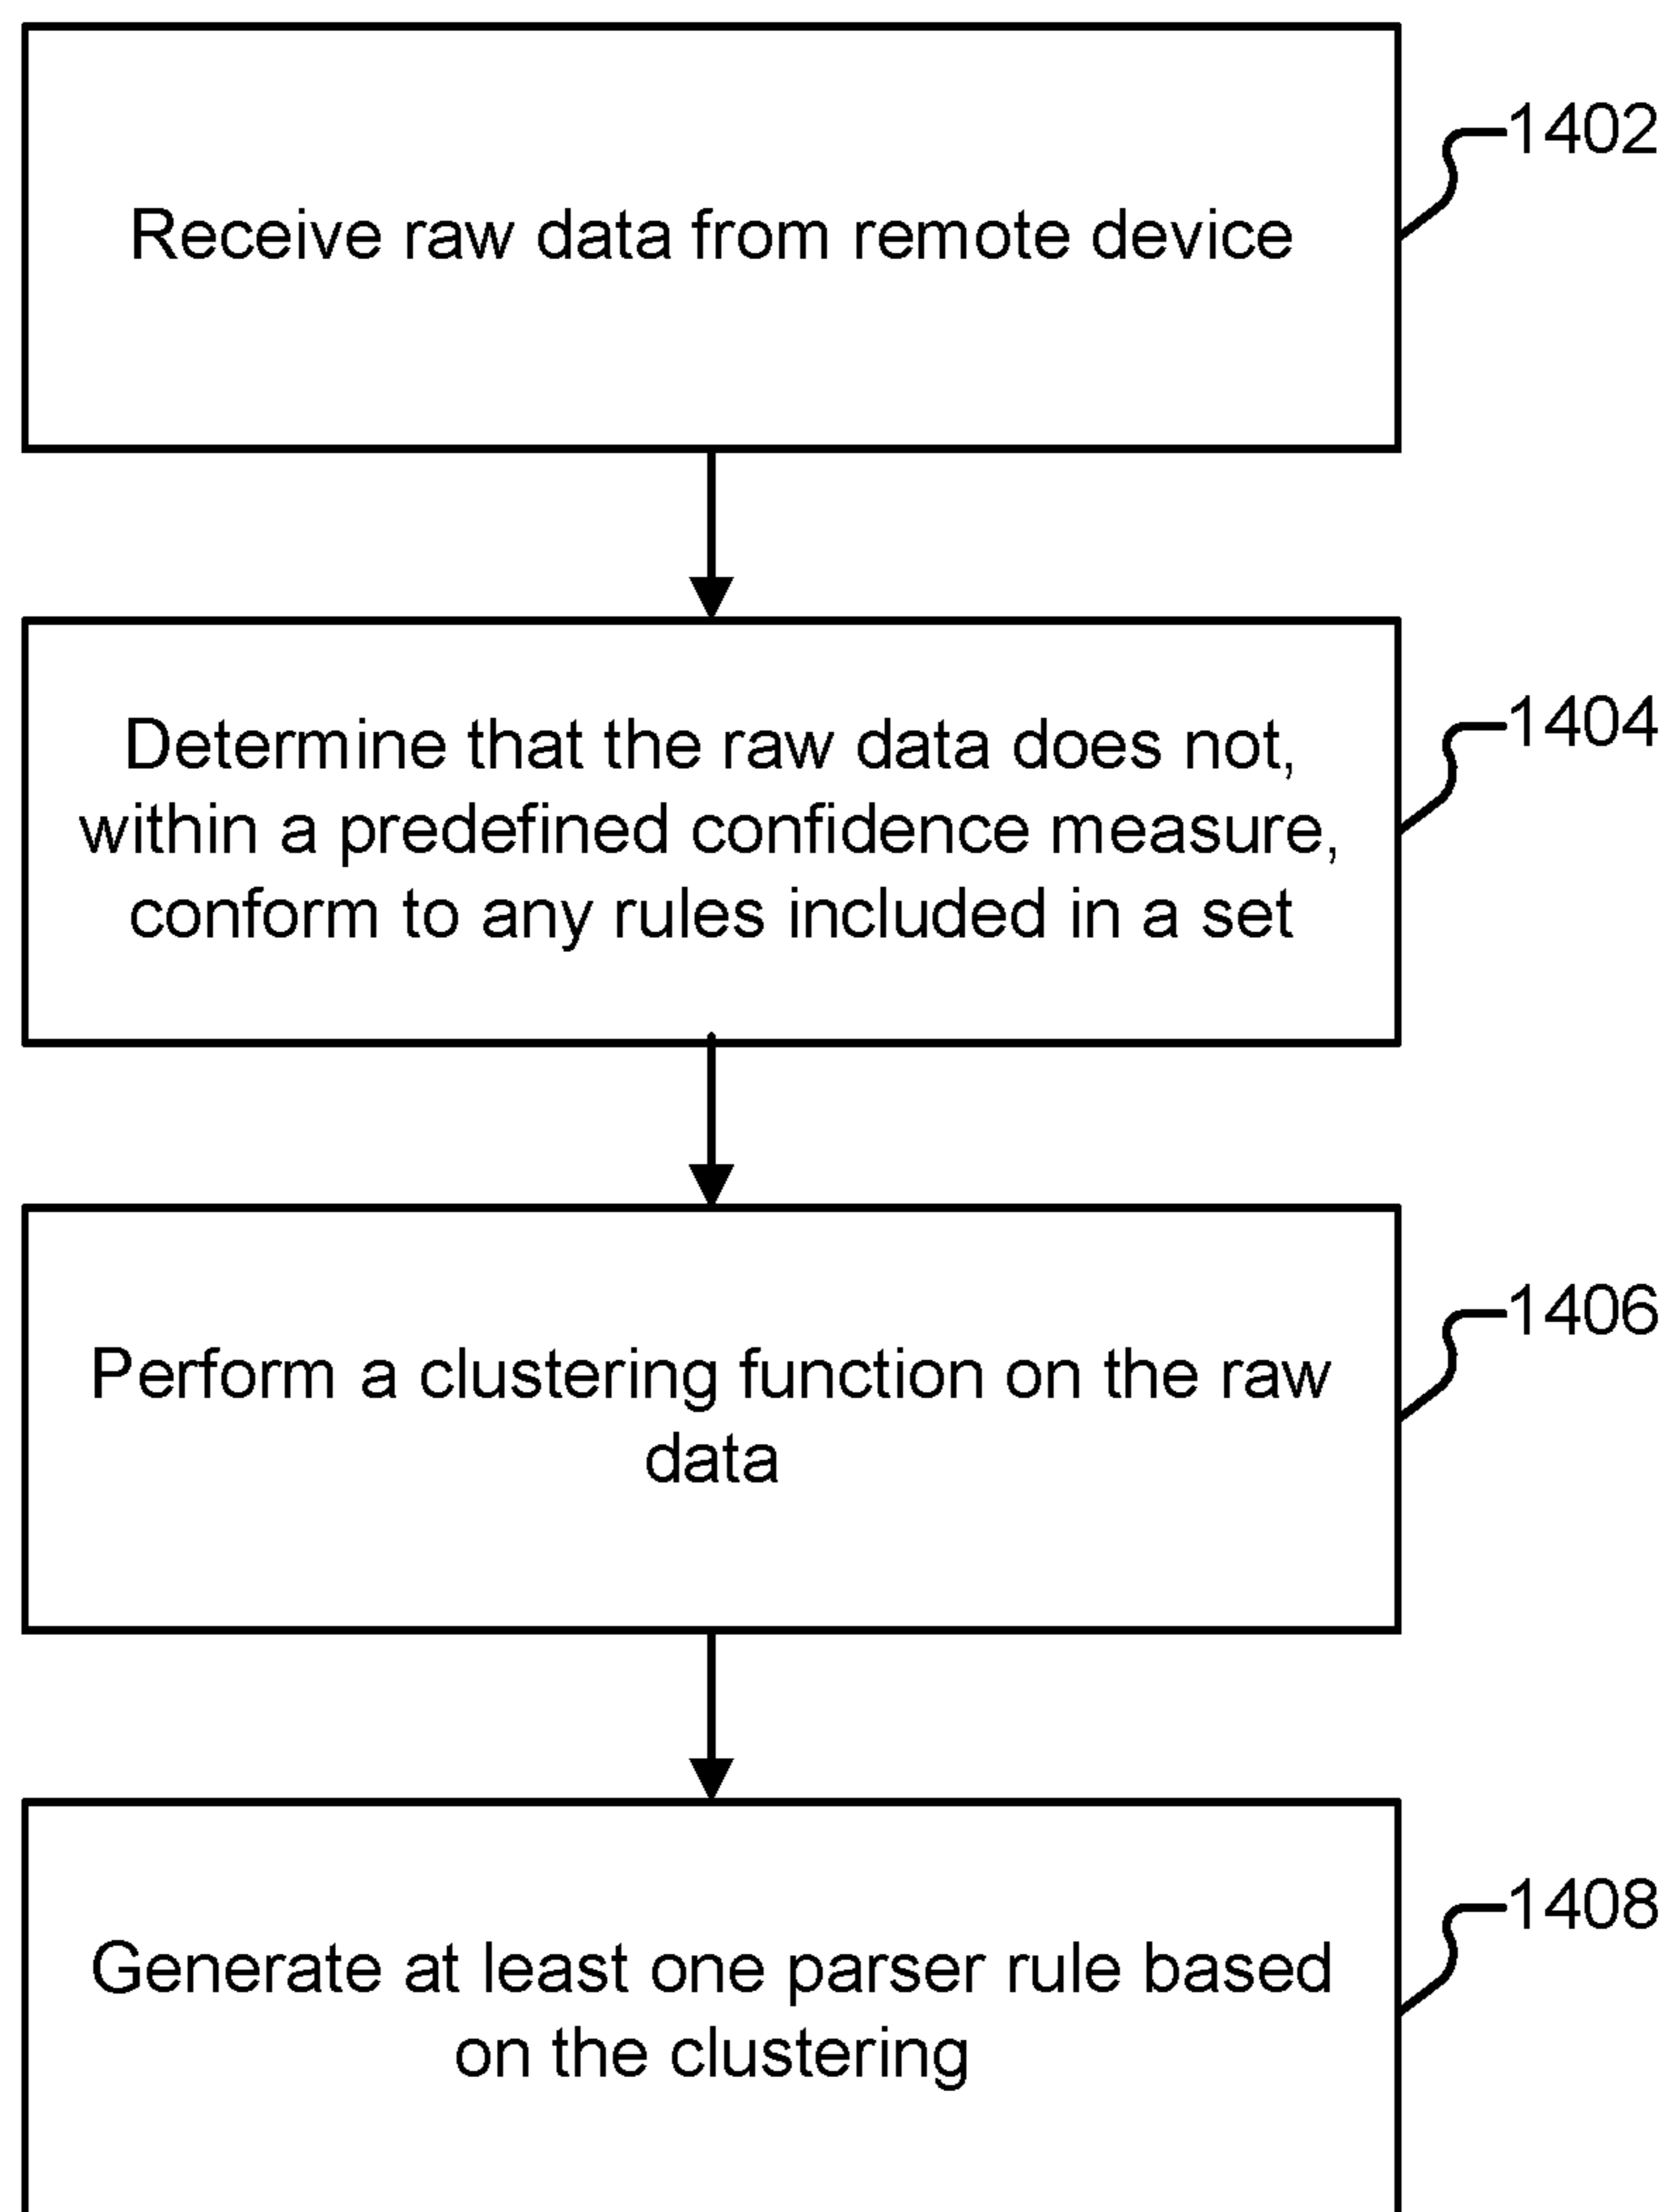 1402
Receive raw data from remote device
1404
Determine that the raw data does not,
within a predefined confidence measure,
conform to any rules included in a set
1406
Perform a clustering function on the raw
data
1408
Generate at least one parser rule based
on the clustering